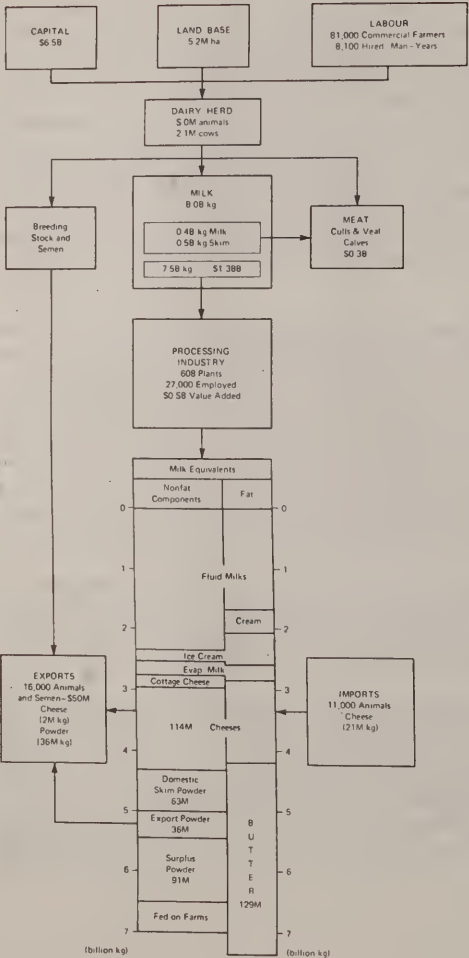 CAPITAL
$6.5B
LAND BASE
5.2M ha
LABOUR
81,000 Commercial Farmers
8,100 Hired Man-Years
DAIRY HERD
5.0M animals
2.1M cows
Breeding
Stock and
Semen
MILK
8.0B kg
0.4B kg Milk
0.5B kg Skim
7.5B kg $1.38B
MEAT
Culls & Veal
Calves
$0.3B
PROCESSING
INDUSTRY
608 Plants
27,000 Employed
$0.5B Value Added
Milk Equivalents
Nonfat
Components
Fat
0 0
1 1
Fluid Milks
Cream
2 2
Ice Cream
Evap Milk
Cottage Cheese
3 3
114M Cheeses
4 4
Domestic
Skim Powder
63M
5 5
Export Powder
36M
Surplus
Powder
91M
6 6
Fed on Farms
7 7
BUTTER
129M
(billion kg) (billion kg)
EXPORTS
16,000 Animals
and Semen-$50M
Cheese
(2M kg)
Powder
(36M kg)
IMPORTS
11,000 Animals
Cheese
(21M kg)